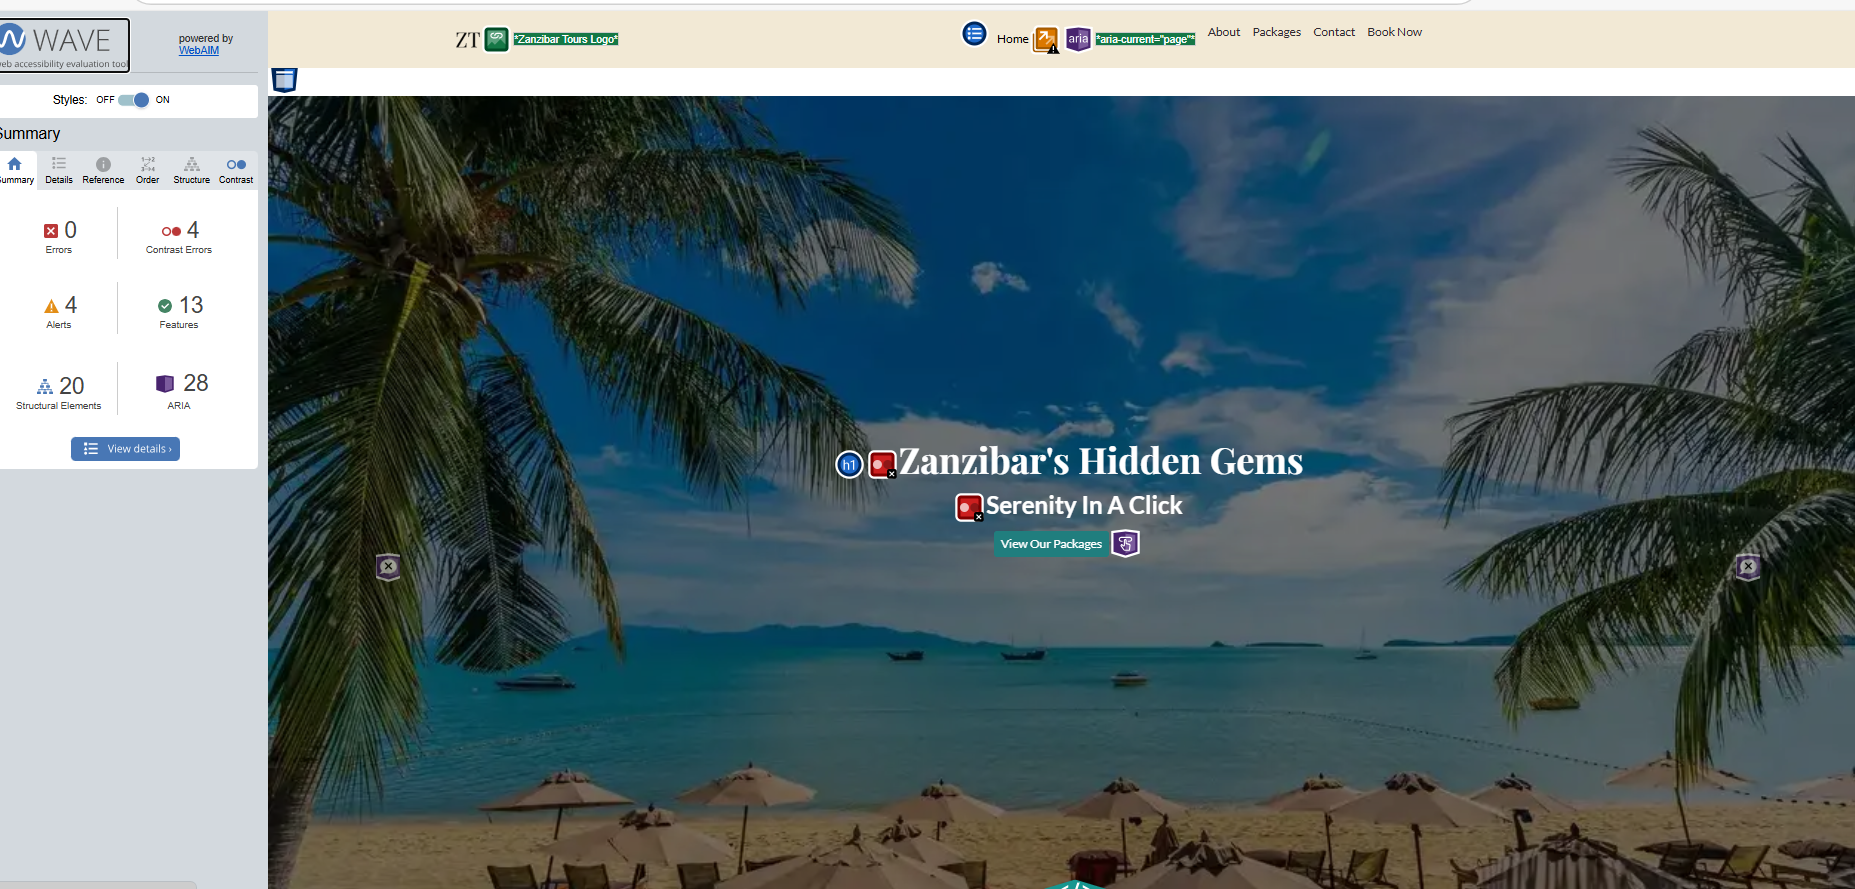 WAVE
web accessibility evaluation tool
powered by
WebAIM
Styles: OFF ON
Summary
Summary Details Reference Order Structure Contrast
0
Errors
4
Contrast Errors
4
Alerts
13
Features
20
Structural Elements
28
ARIA
View details ›
ZT *Zanzibar Tours Logo*
Home aria *aria-current="page"* About Packages Contact Book Now
h1 Zanzibar's Hidden Gems
Serenity In A Click
View Our Packages